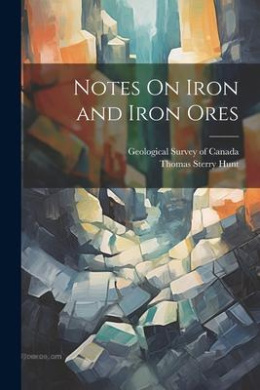 NOTES ON IRON
AND IRON ORES
Geological Survey of Canada
Thomas Sterry Hunt